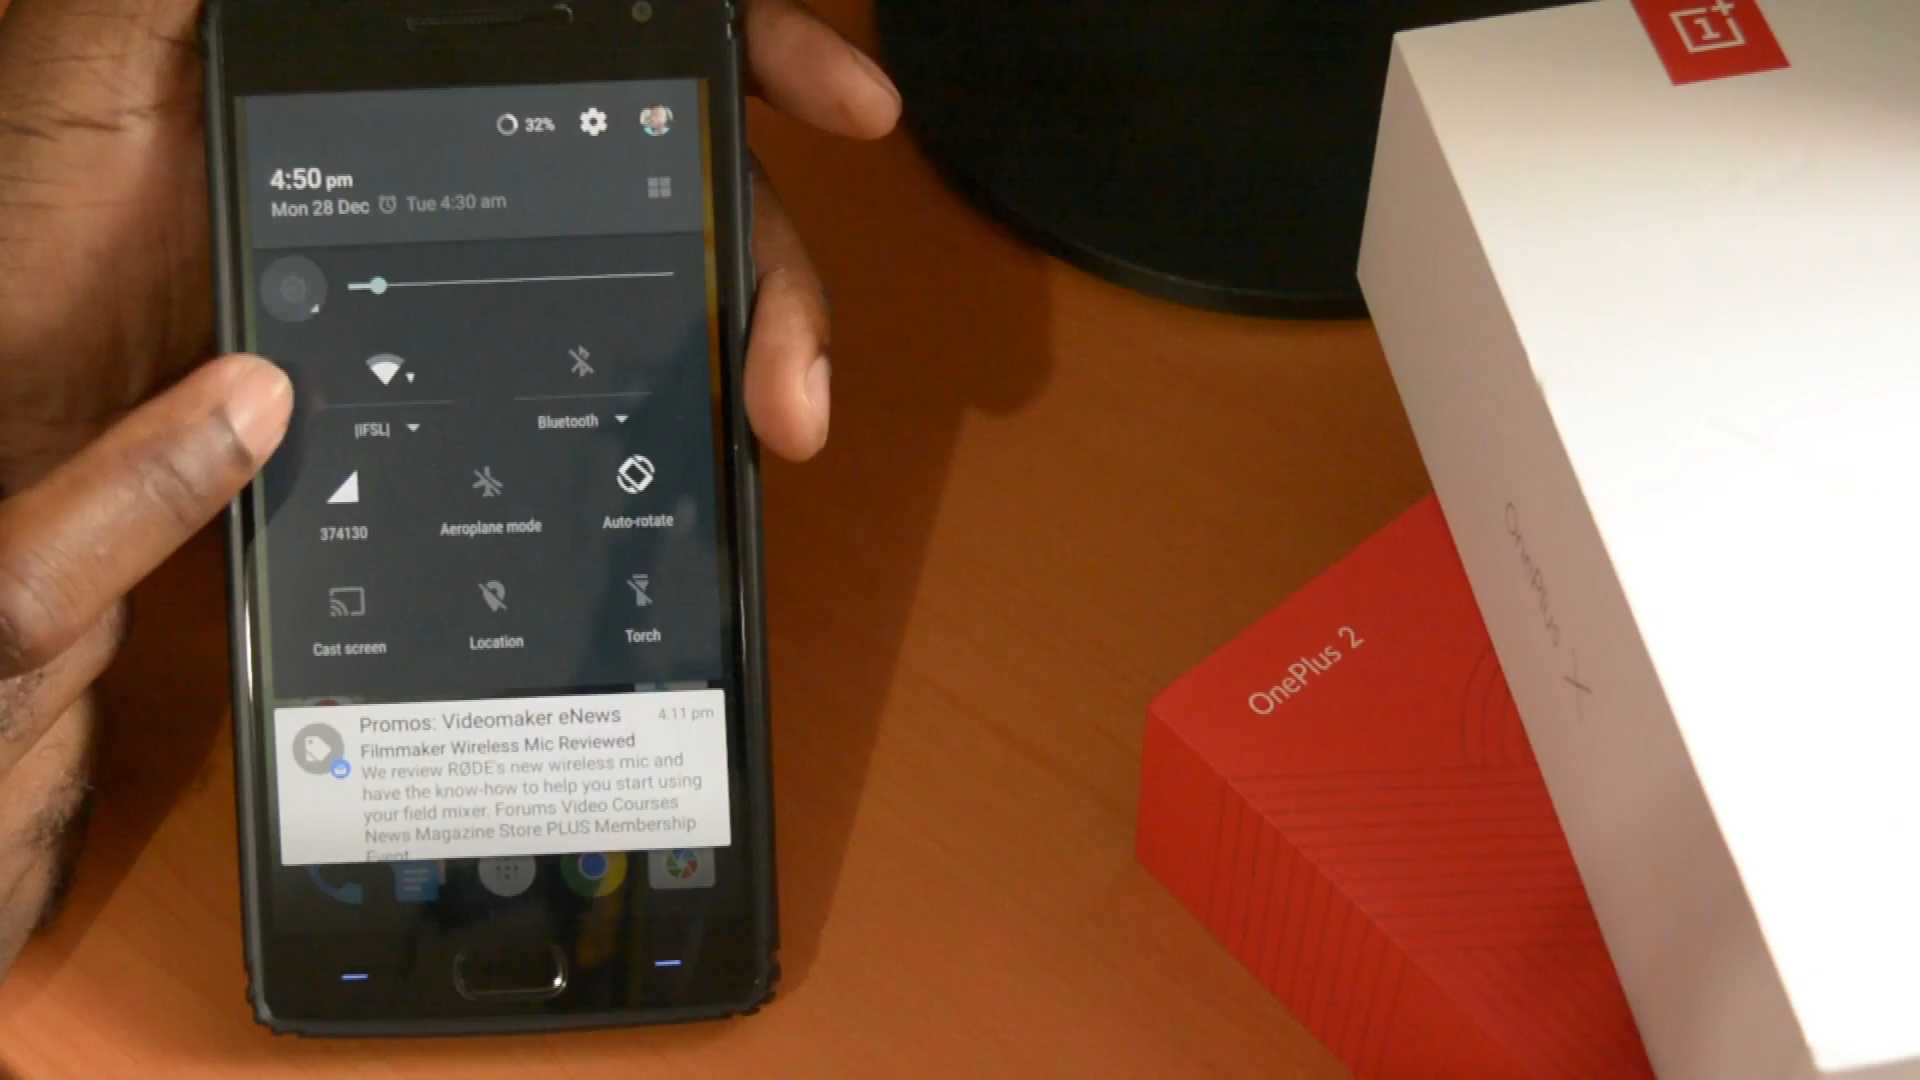 32%
4:50 pm
Mon 28 Dec Tue 4:30 am
|IFSL| Bluetooth
374130 Aeroplane mode Auto-rotate
Cast screen Location Torch
Promos: Videomaker eNews 4:11 pm
Filmmaker Wireless Mic Reviewed
We review RØDE's new wireless mic and
have the know-how to help you start using
your field mixer. Forums Video Courses
News Magazine Store PLUS Membership
Event
1+
OnePlus X
OnePlus 2